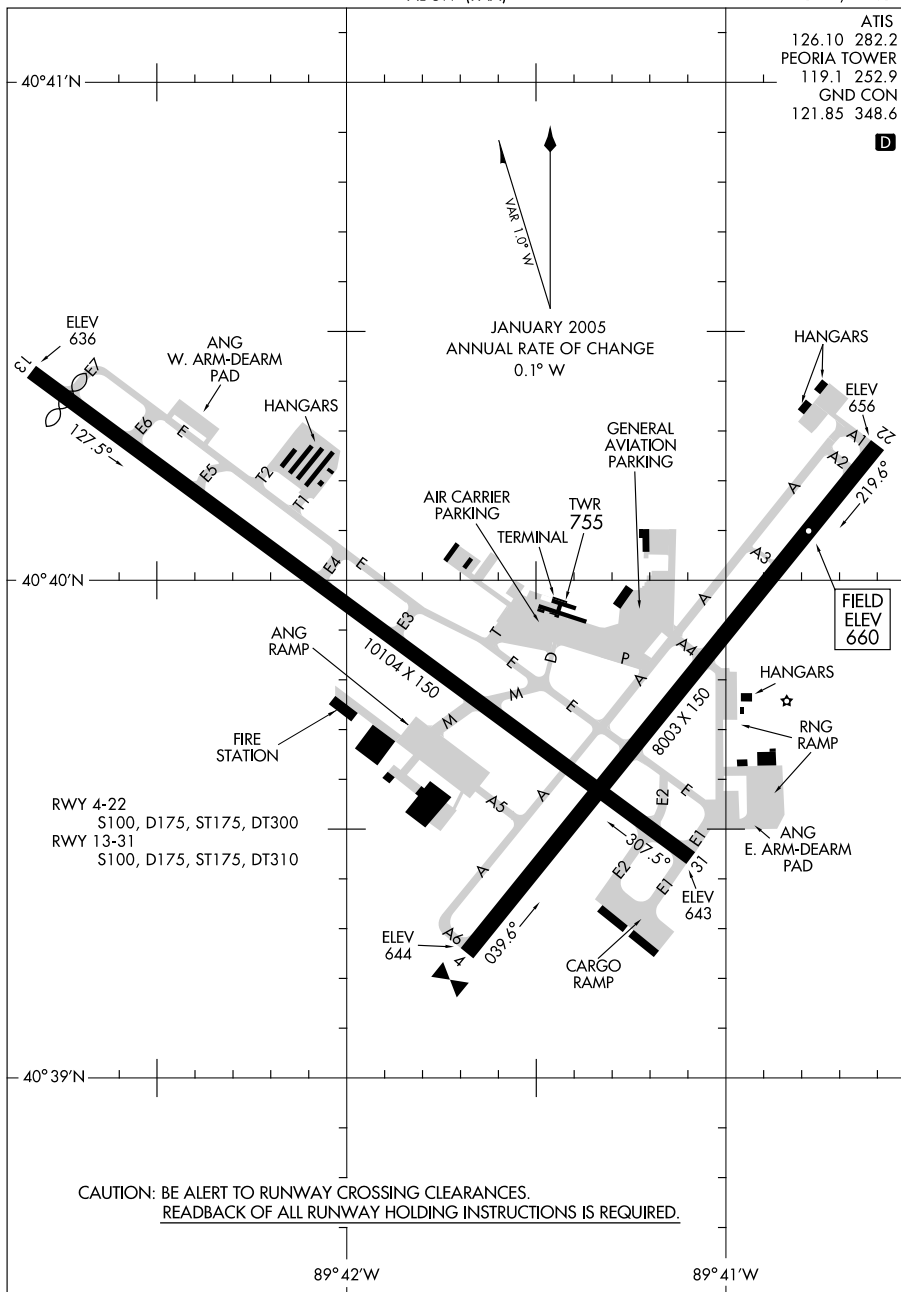 ATIS
126.10 282.2
PEORIA TOWER
119.1 252.9
GND CON
121.85 348.6
D
40°41'N
VAR 1.0° W
JANUARY 2005
ANNUAL RATE OF CHANGE
0.1° W
ELEV
636
13
E7
ANG
W. ARM-DEARM
PAD
HANGARS
HANGARS
ELEV
656
22
A1
A2
219.6°
127.5°
E6
E
E5
T2
T1
GENERAL
AVIATION
PARKING
AIR CARRIER
PARKING
TWR
755
TERMINAL
A
A3
40°40'N
E4
E
A
FIELD
ELEV
660
E3
ANG
RAMP
10104 X 150
T
E
D
P
A4
A
M
M
E
8003 X 150
HANGARS
RNG
RAMP
FIRE
STATION
A5
A
E2
E
RWY 4-22
S100, D175, ST175, DT300
RWY 13-31
S100, D175, ST175, DT310
307.5°
E1
31
ANG
E. ARM-DEARM
PAD
A
E2
E1
ELEV
643
ELEV
644
A6
4
039.6°
CARGO
RAMP
40°39'N
CAUTION: BE ALERT TO RUNWAY CROSSING CLEARANCES.
READBACK OF ALL RUNWAY HOLDING INSTRUCTIONS IS REQUIRED.
89°42'W
89°41'W